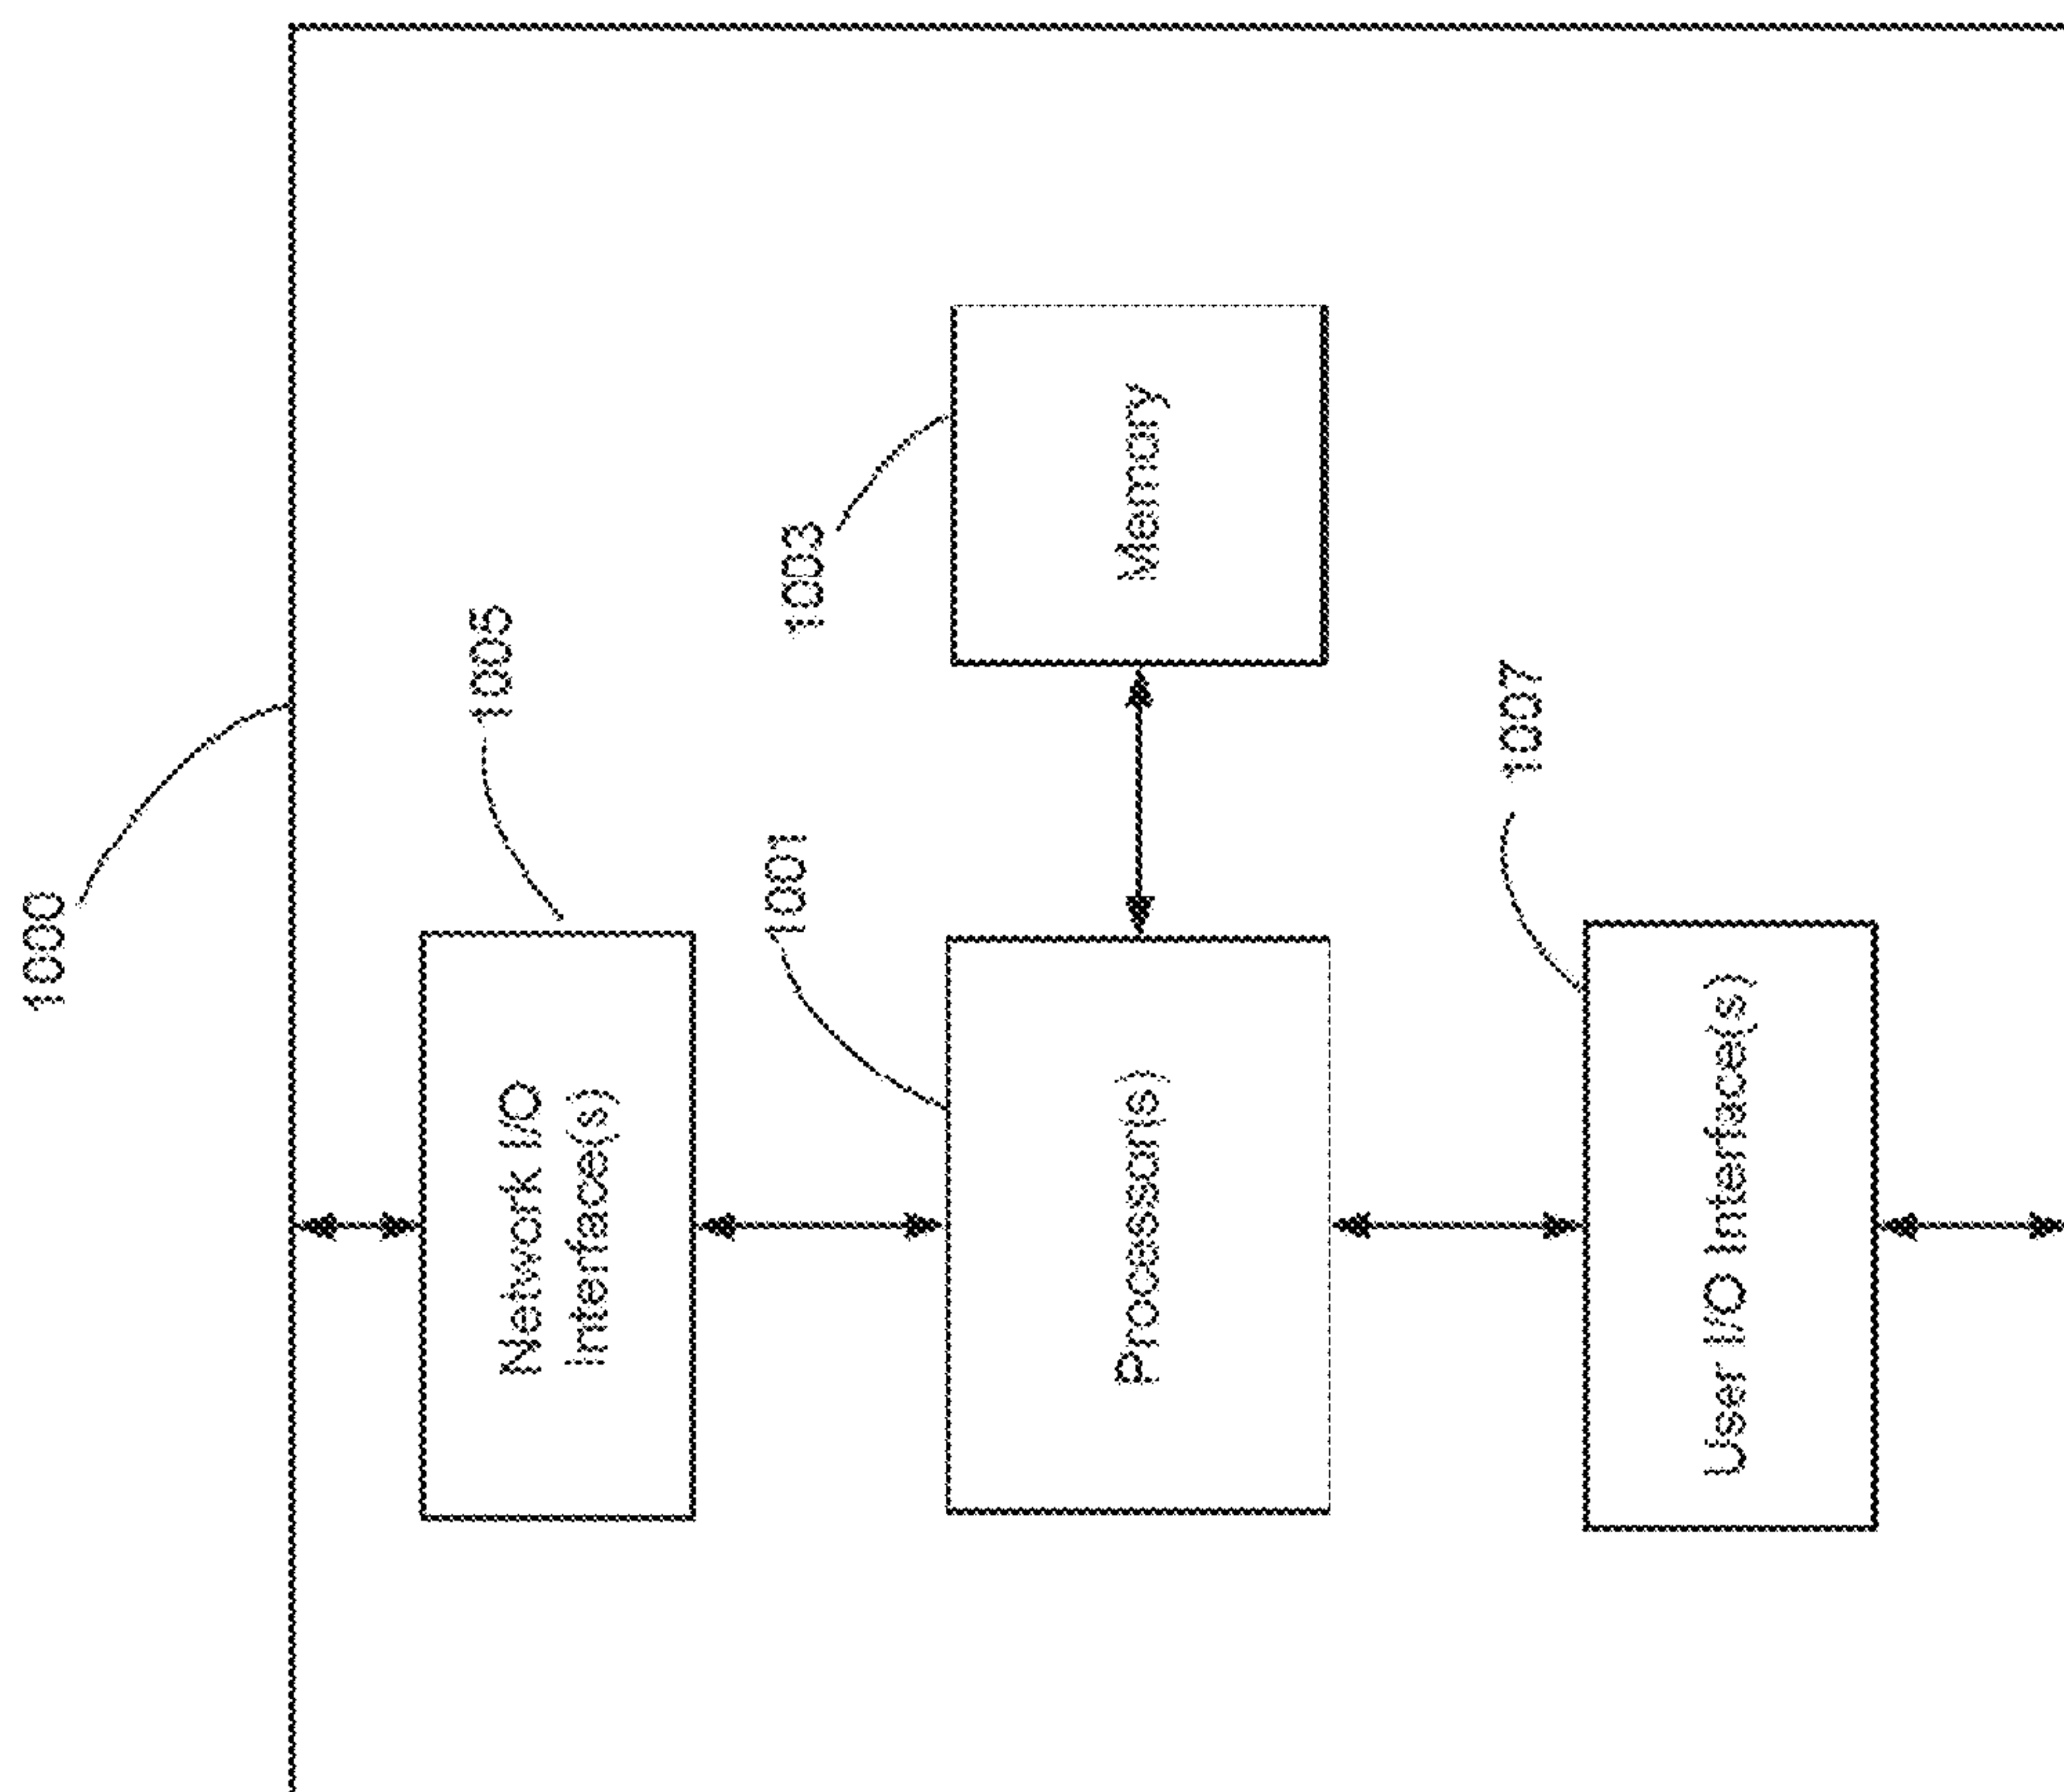 1000
1005
Network I/O
Interface(s)
1001
1003
Processor(s)
Memory
1007
User I/O Interface(s)